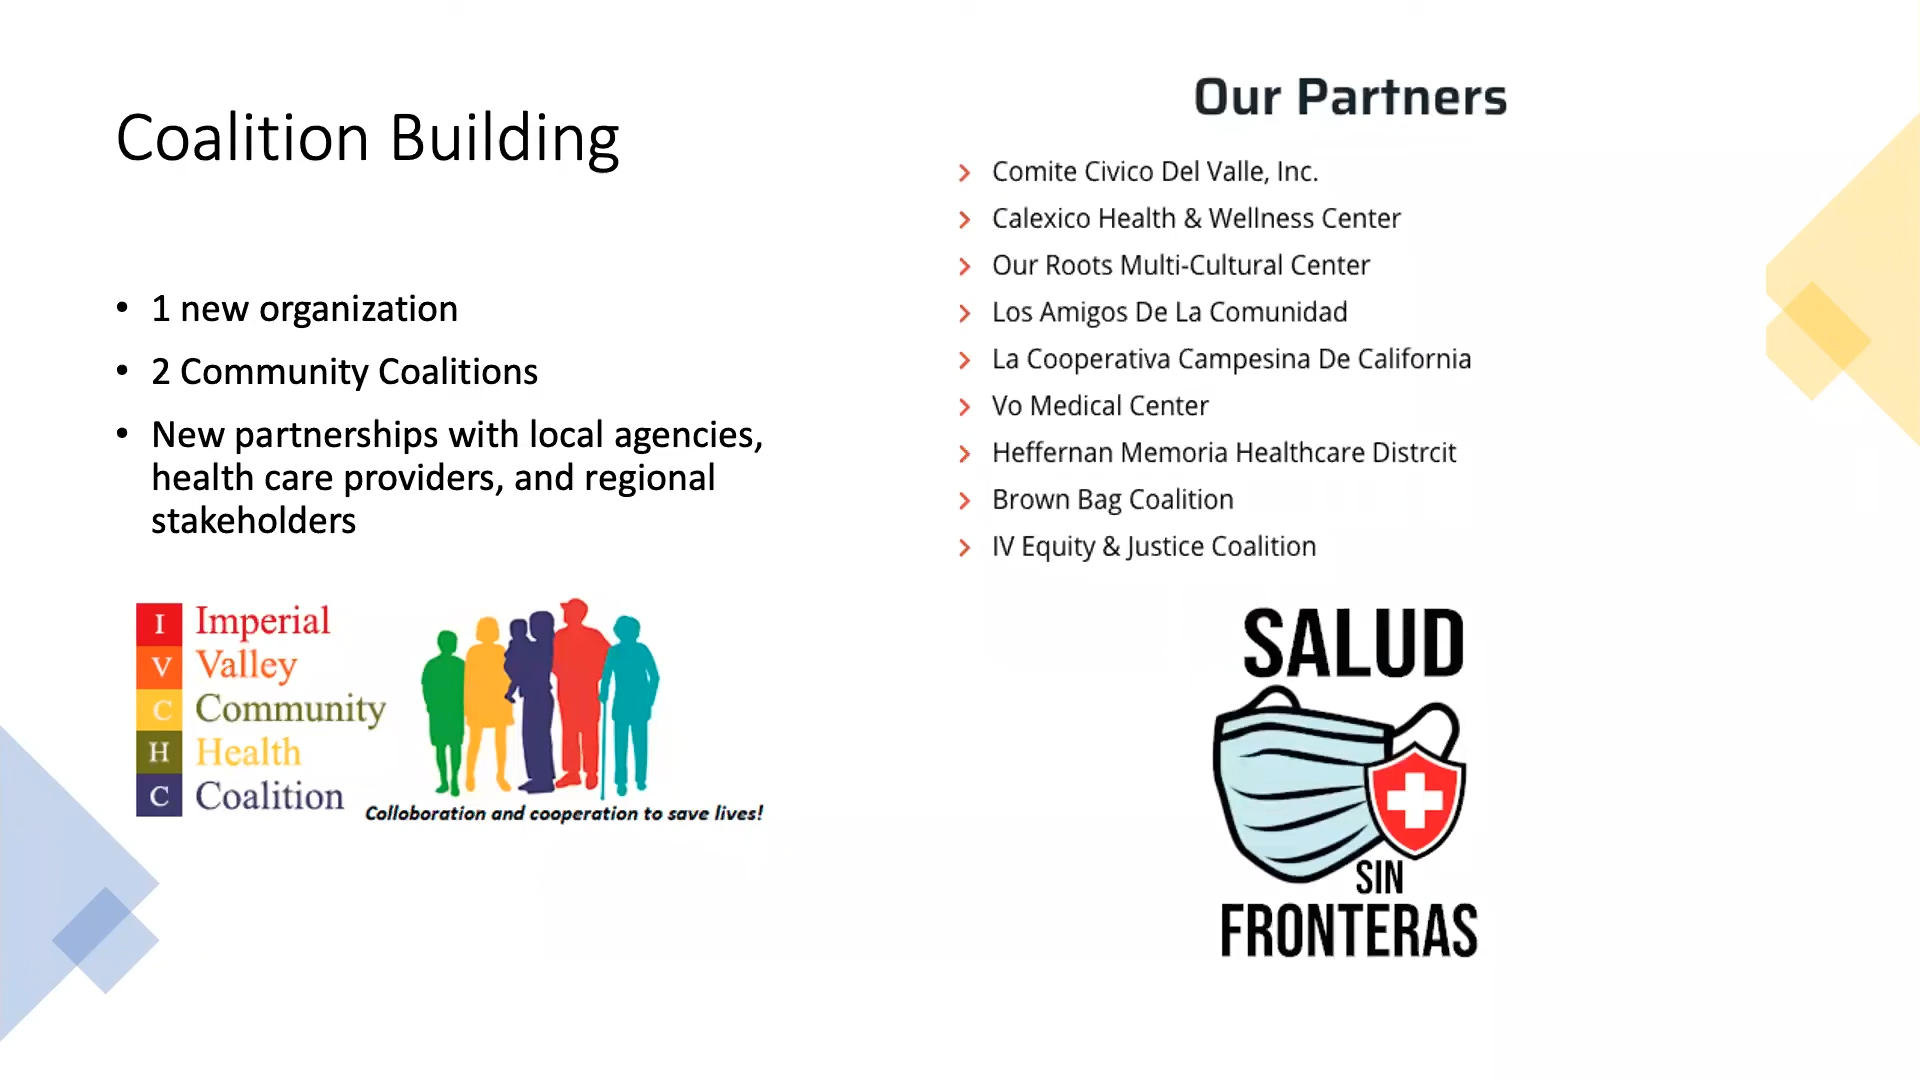 Coalition Building
• 1 new organization
• 2 Community Coalitions
• New partnerships with local agencies,
health care providers, and regional
stakeholders
I Imperial
V Valley
C Community
H Health
C Coalition
Colloboration and cooperation to save lives!
Our Partners
Comite Civico Del Valle, Inc.
Calexico Health & Wellness Center
Our Roots Multi-Cultural Center
Los Amigos De La Comunidad
La Cooperativa Campesina De California
Vo Medical Center
Heffernan Memoria Healthcare Distrcit
Brown Bag Coalition
IV Equity & Justice Coalition
SALUD
SIN
FRONTERAS